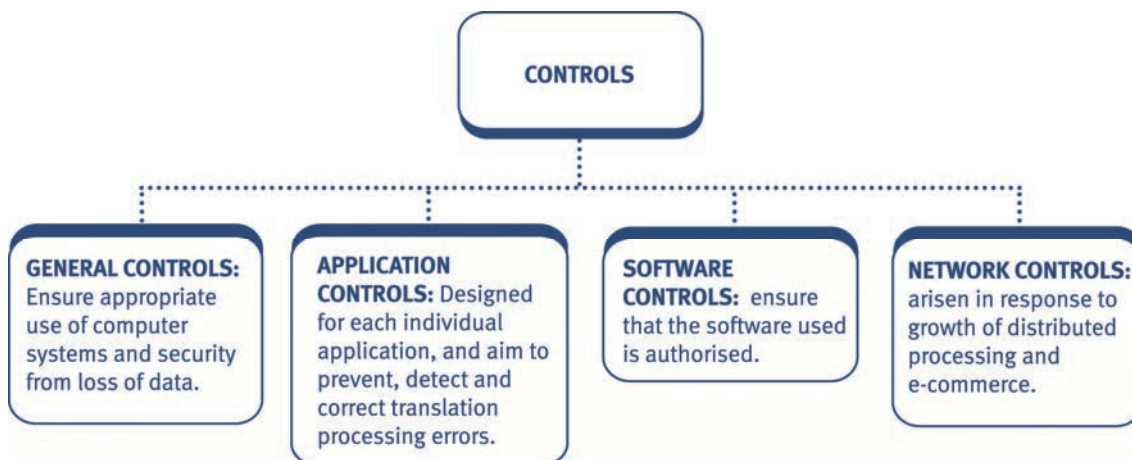 CONTROLS
GENERAL CONTROLS:
Ensure appropriate
use of computer
systems and security
from loss of data.
APPLICATION
CONTROLS: Designed
for each individual
application, and aim to
prevent, detect and
correct translation
processing errors.
SOFTWARE
CONTROLS: ensure
that the software used
is authorised.
NETWORK CONTROLS:
arisen in response to
growth of distributed
processing and
e-commerce.